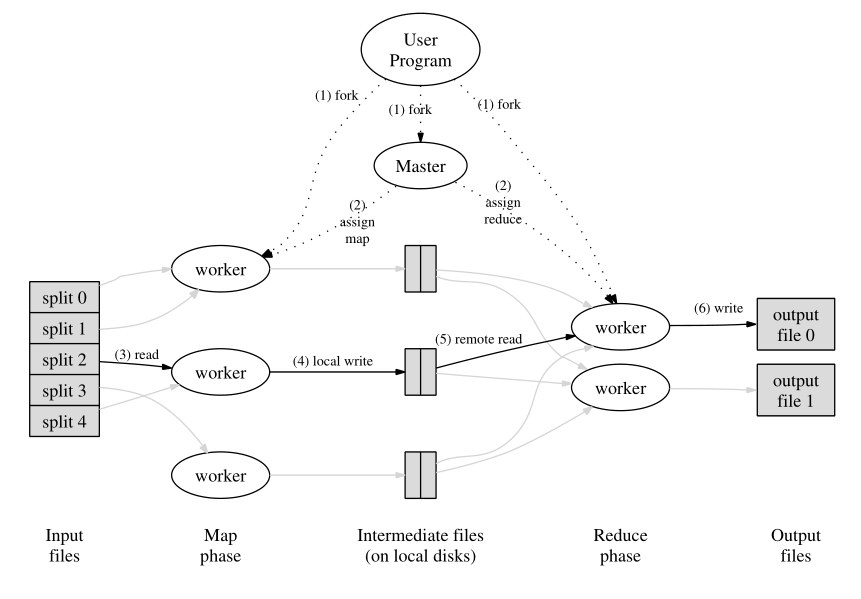 User
Program
(1) fork
(1) fork
(1) fork
Master
(2)
assign
map
(2)
assign
reduce
worker
split 0
split 1
split 2
split 3
split 4
(3) read
worker
(4) local write
(5) remote read
worker
(6) write
output
file 0
worker
output
file 1
worker
Input
files
Map
phase
Intermediate files
(on local disks)
Reduce
phase
Output
files